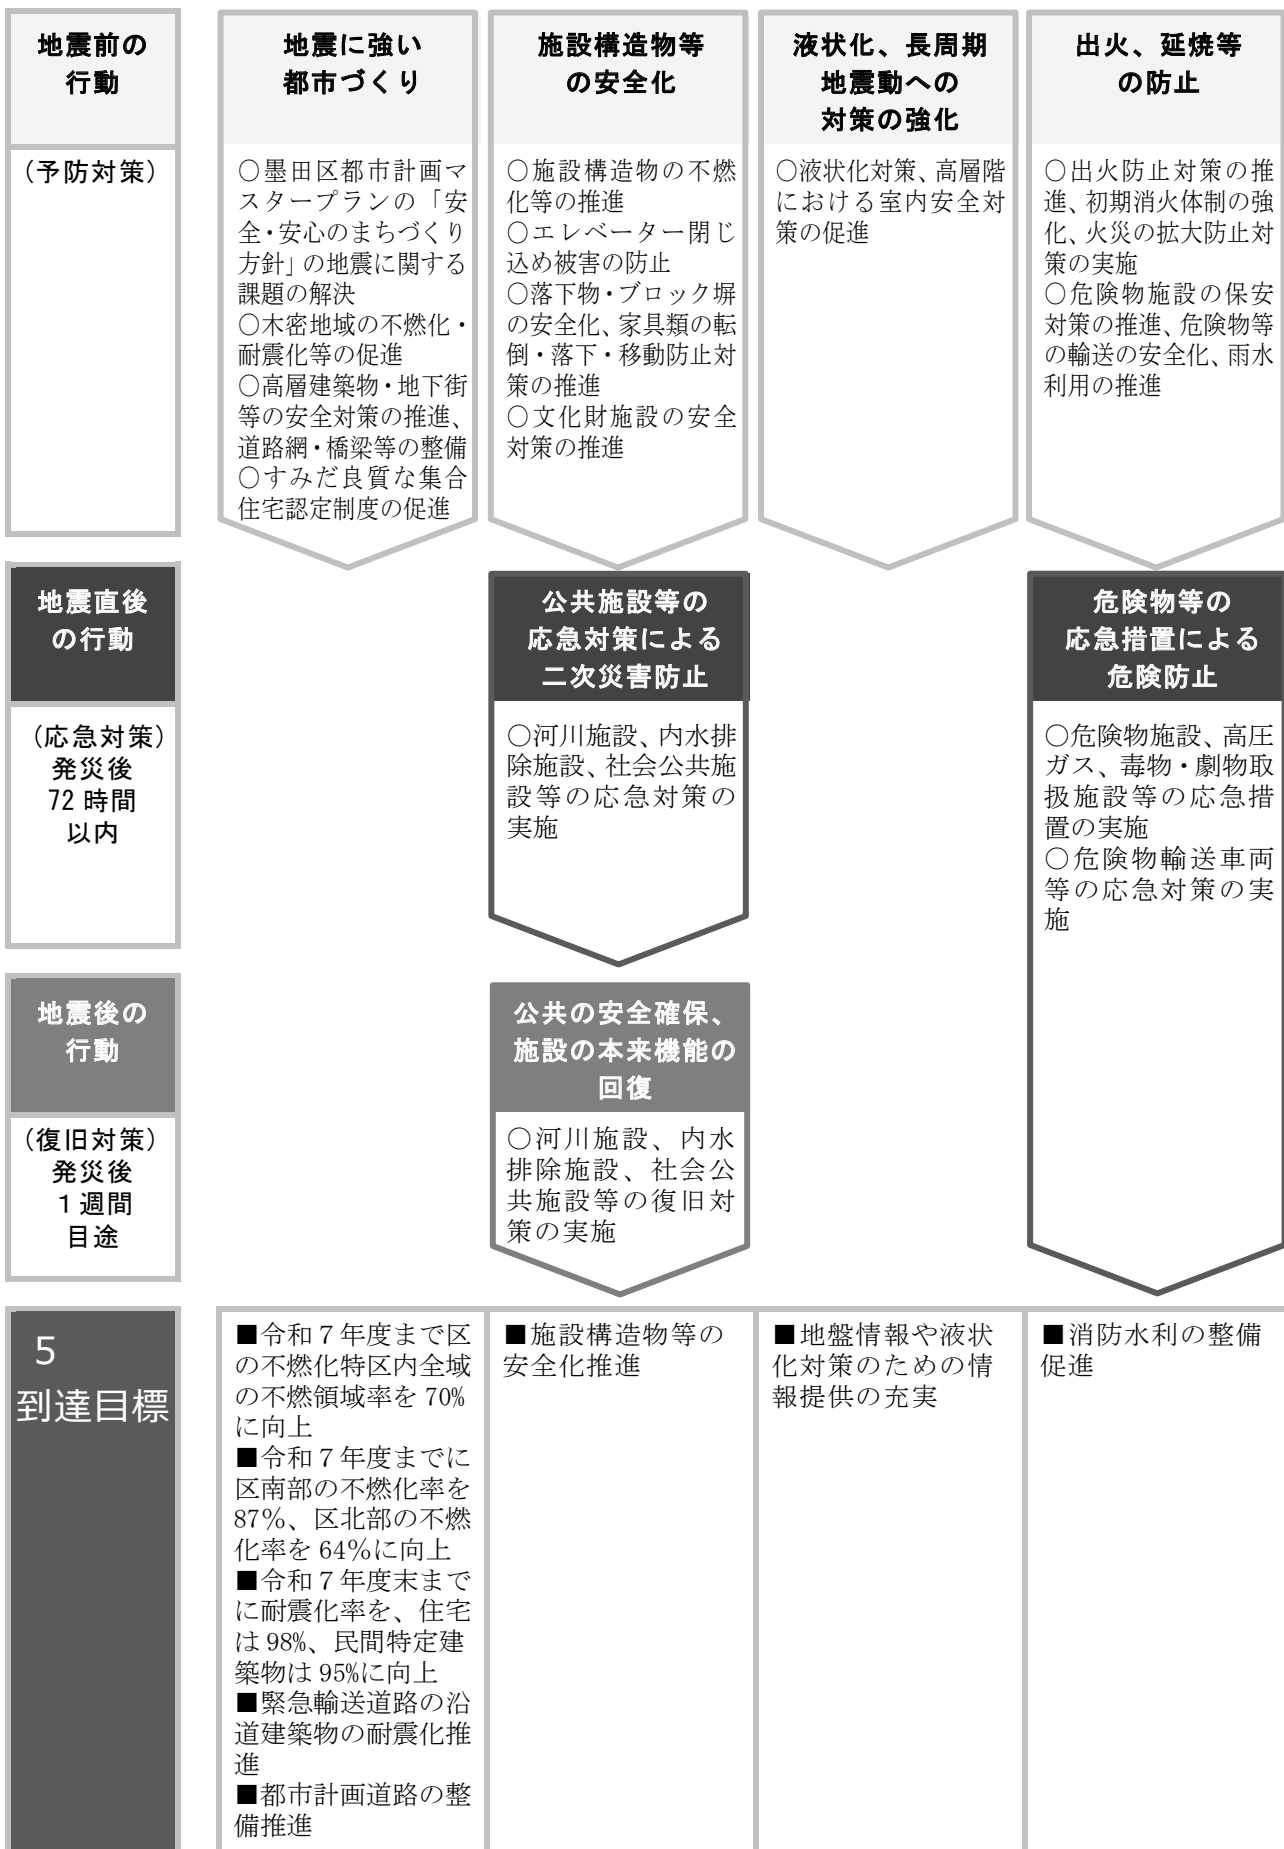 地震前の
行動
(予防対策)
地震に強い
都市づくり
○墨田区都市計画マ
スタープランの「安
全・安心のまちづくり
方針」の地震に関する
課題の解決
○木密地域の不燃化・
耐震化等の促進
○高層建築物・地下街
等の安全対策の推進、
道路網・橋梁等の整備
○すみだ良質な集合
住宅認定制度の促進
施設構造物等
の安全化
○施設構造物の不燃
化等の推進
○エレベーター閉じ
込め被害の防止
○落下物・ブロック塀
の安全化、家具類の転
倒・落下・移動防止対
策の推進
○文化財施設の安全
対策の推進
液状化、長周期
地震動への
対策の強化
○液状化対策、高層階
における室内安全対
策の促進
出火、延焼等
の防止
○出火防止対策の推
進、初期消火体制の強
化、火災の拡大防止対
策の実施
○危険物施設の保安
対策の推進、危険物等
の輸送の安全化、雨水
利用の推進
地震直後
の行動
(応急対策)
発災後
72 時間
以内
公共施設等の
応急対策による
二次災害防止
○河川施設、内水排
除施設、社会公共施
設等の応急対策の
実施
危険物等の
応急措置による
危険防止
○危険物施設、高圧
ガス、毒物・劇物取
扱施設等の応急措
置の実施
○危険物輸送車両
等の応急対策の実
施
地震後の
行動
(復旧対策)
発災後
1 週間
目途
公共の安全確保、
施設の本来機能の
回復
○河川施設、内水
排除施設、社会公
共施設等の復旧対
策の実施
5
到達目標
■令和７年度まで区
の不燃化特区内全域
の不燃領域率を 70%
に向上
■令和７年度までに
区南部の不燃化率を
87%、区北部の不燃
化率を 64%に向上
■令和７年度末まで
に耐震化率を、住宅
は 98%、民間特定建
築物は 95%に向上
■緊急輸送道路の沿
道建築物の耐震化推
進
■都市計画道路の整
備推進
■施設構造物等の
安全化推進
■地盤情報や液状
化対策のための情
報提供の充実
■消防水利の整備
促進